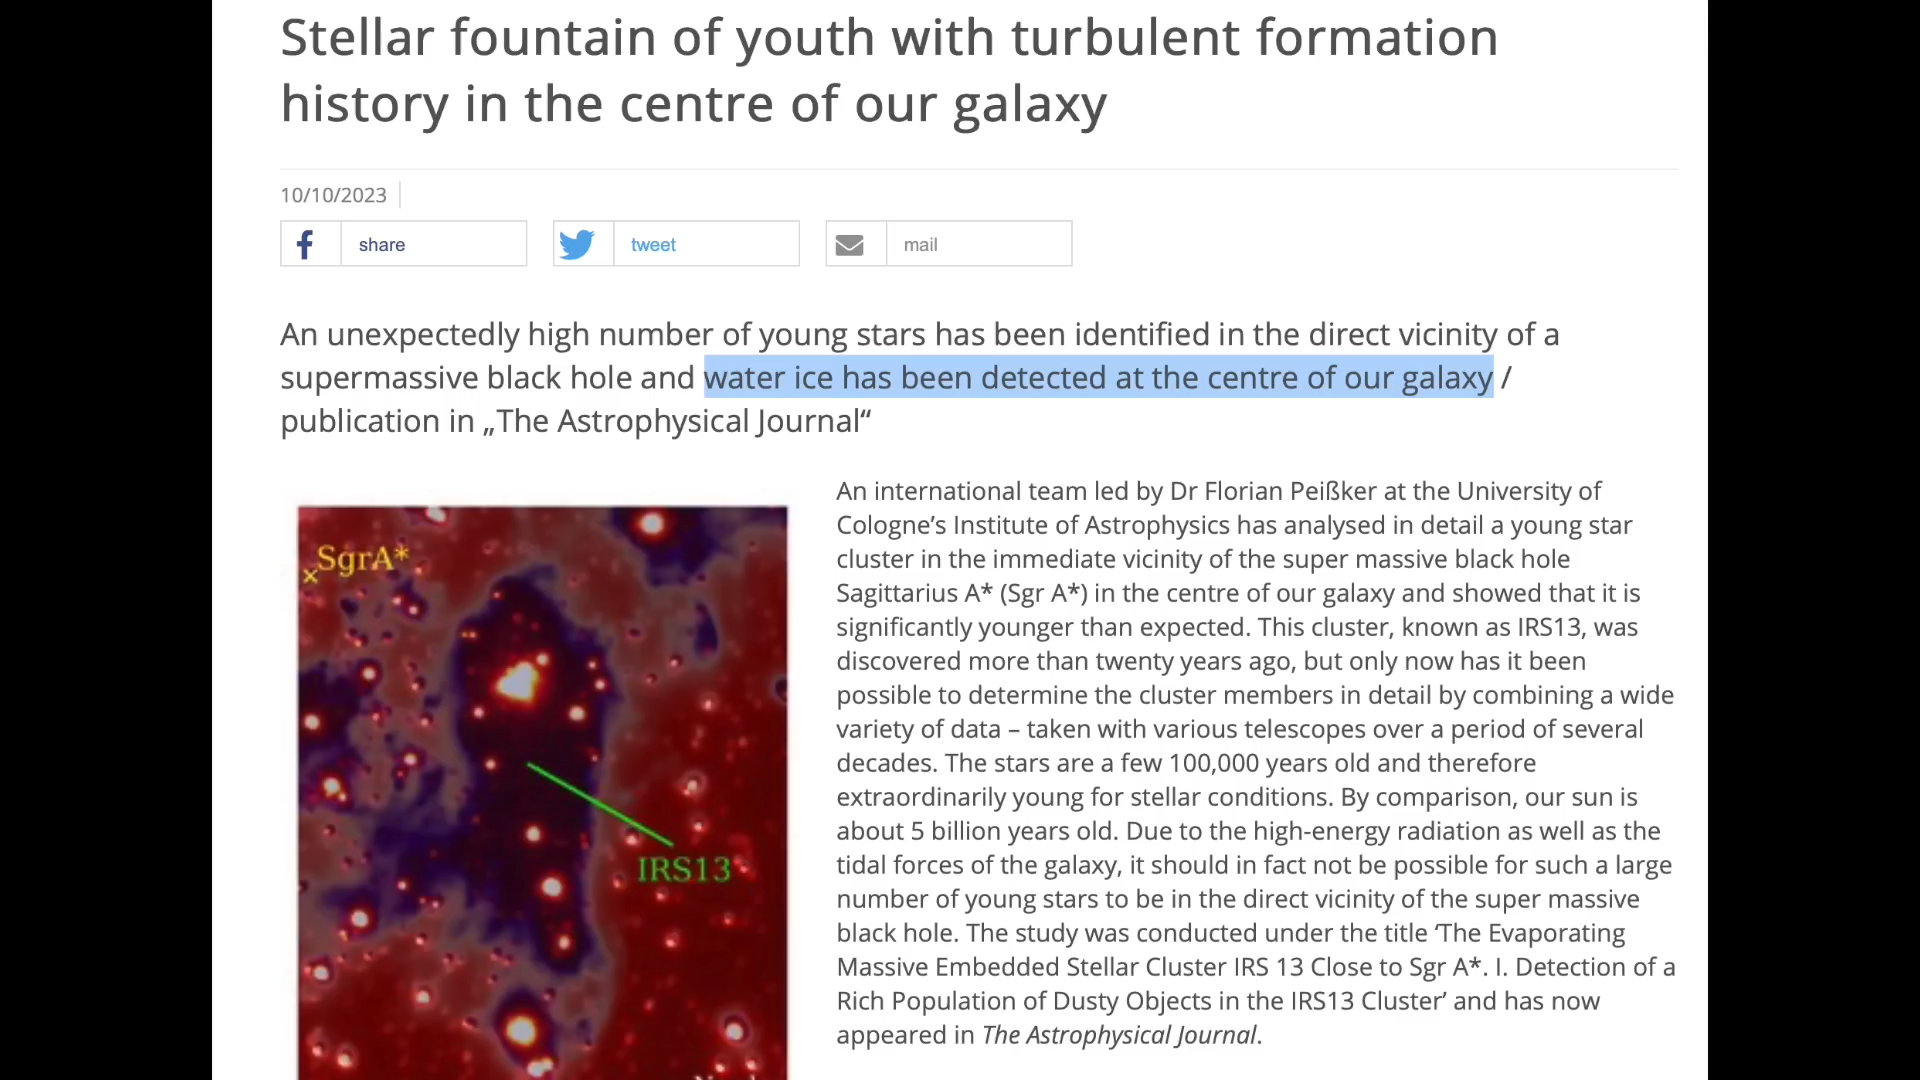 Stellar fountain of youth with turbulent formation
history in the centre of our galaxy
10/10/2023
share
tweet
mail
An unexpectedly high number of young stars has been identified in the direct vicinity of a
supermassive black hole and water ice has been detected at the centre of our galaxy /
publication in „The Astrophysical Journal“
SgrA*
IRS13
An international team led by Dr Florian Peißker at the University of
Cologne’s Institute of Astrophysics has analysed in detail a young star
cluster in the immediate vicinity of the super massive black hole
Sagittarius A* (Sgr A*) in the centre of our galaxy and showed that it is
significantly younger than expected. This cluster, known as IRS13, was
discovered more than twenty years ago, but only now has it been
possible to determine the cluster members in detail by combining a wide
variety of data – taken with various telescopes over a period of several
decades. The stars are a few 100,000 years old and therefore
extraordinarily young for stellar conditions. By comparison, our sun is
about 5 billion years old. Due to the high-energy radiation as well as the
tidal forces of the galaxy, it should in fact not be possible for such a large
number of young stars to be in the direct vicinity of the super massive
black hole. The study was conducted under the title ‘The Evaporating
Massive Embedded Stellar Cluster IRS 13 Close to Sgr A*. I. Detection of a
Rich Population of Dusty Objects in the IRS13 Cluster’ and has now
appeared in The Astrophysical Journal.